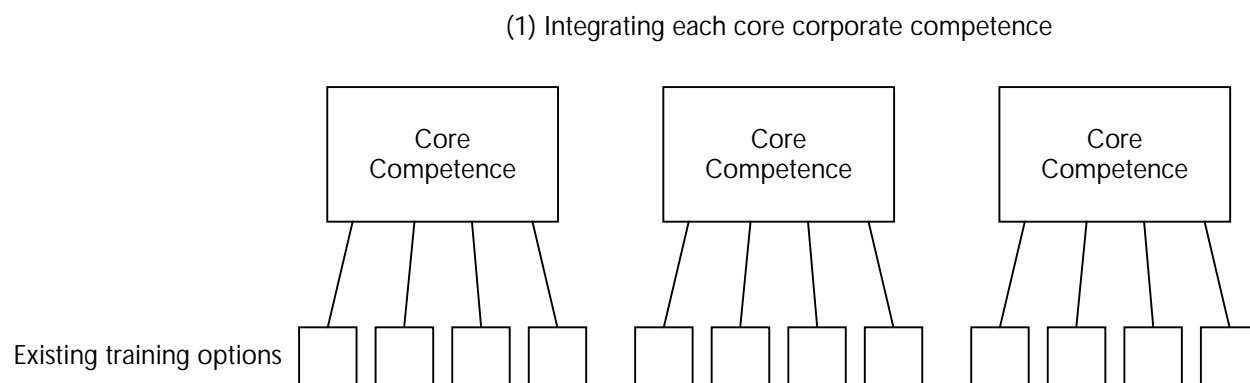 (1) Integrating each core corporate competence
Core
Competence
Core
Competence
Core
Competence
Existing training options